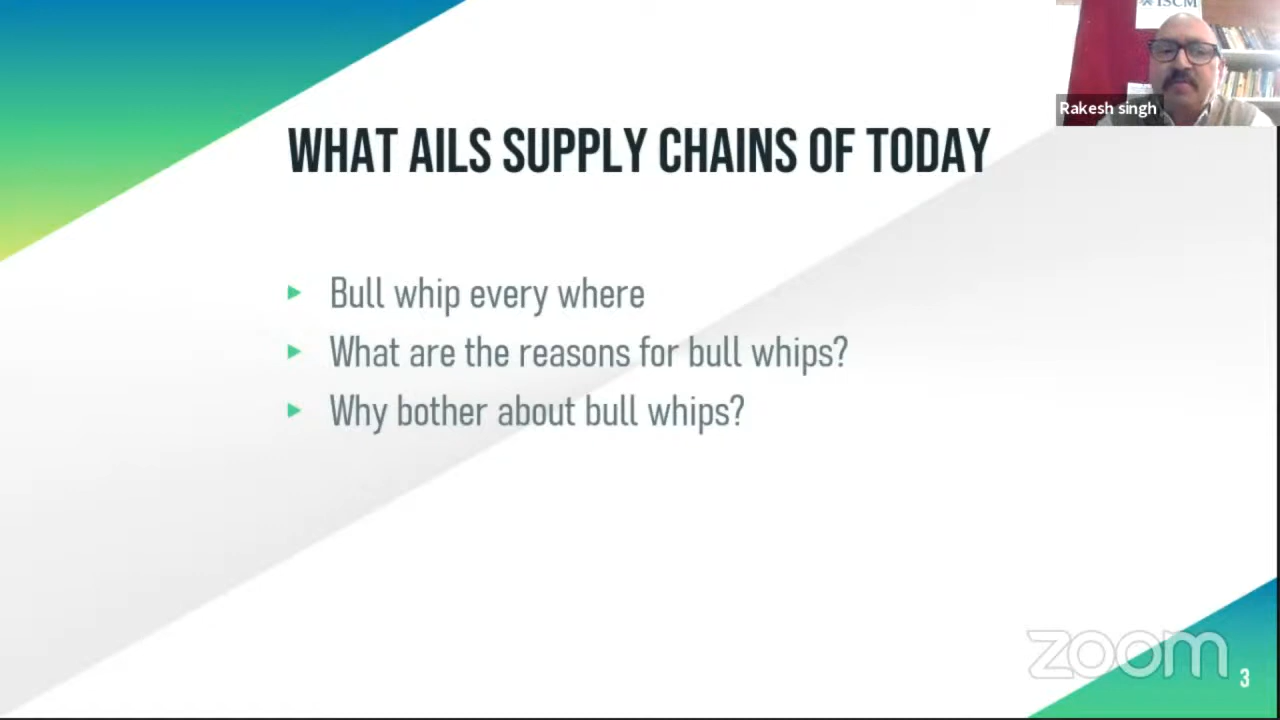 ISCM
Rakesh singh
WHAT AILS SUPPLY CHAINS OF TODAY
Bull whip every where
What are the reasons for bull whips?
Why bother about bull whips?
zoom
3